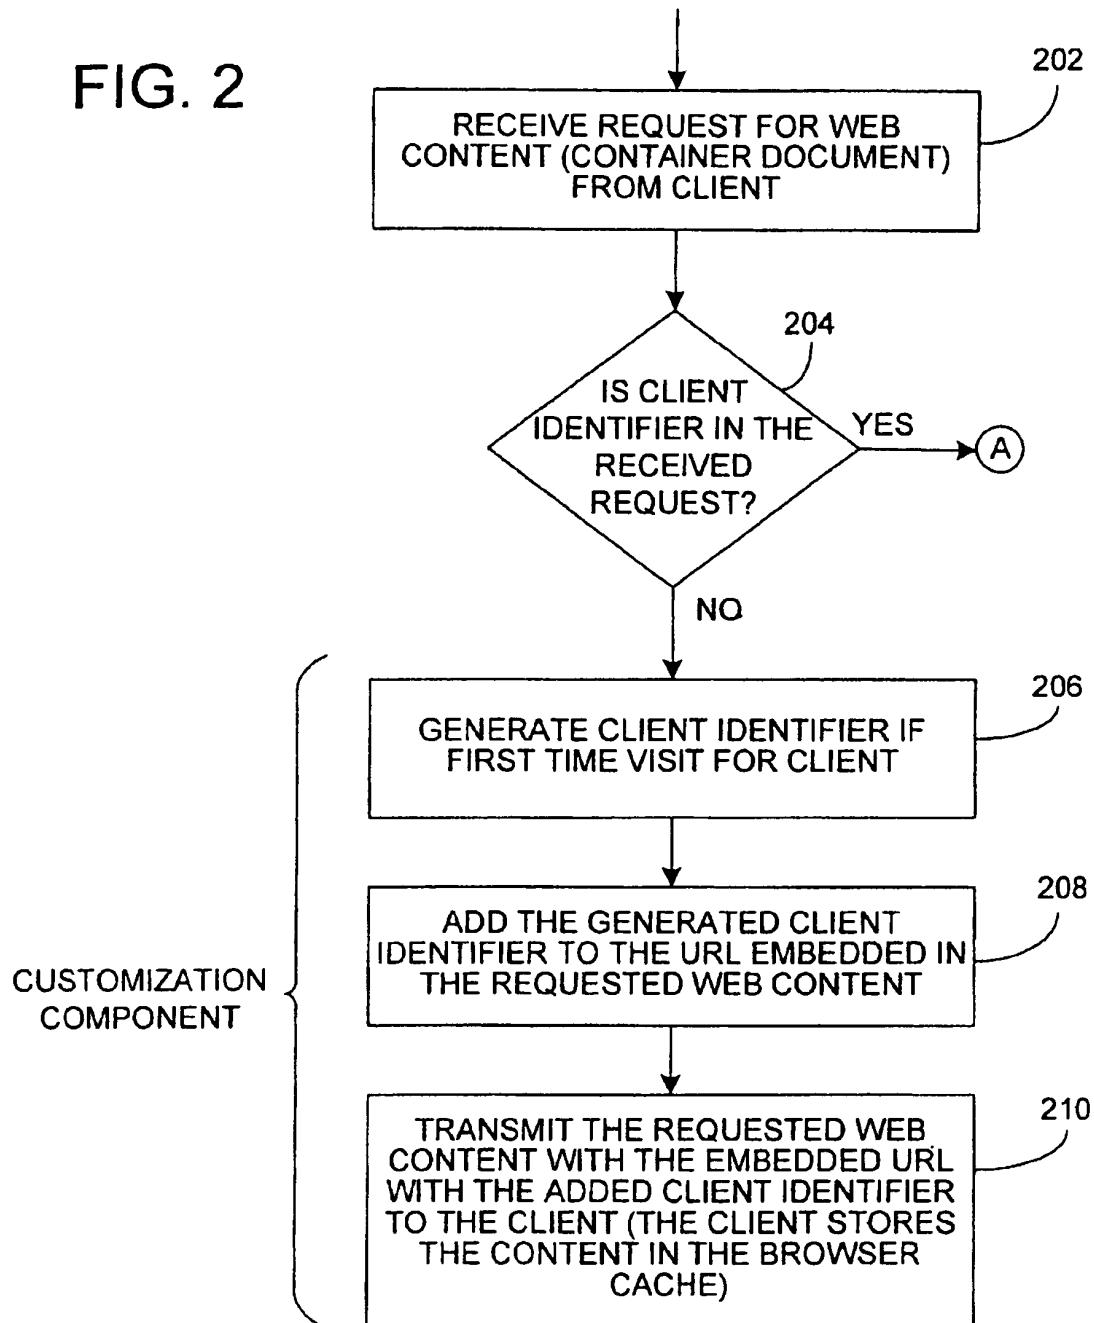 FIG. 2
202
RECEIVE REQUEST FOR WEB
CONTENT (CONTAINER DOCUMENT)
FROM CLIENT
204
IS CLIENT
IDENTIFIER IN THE
RECEIVED
REQUEST?
YES
A
NO
206
GENERATE CLIENT IDENTIFIER IF
FIRST TIME VISIT FOR CLIENT
208
ADD THE GENERATED CLIENT
IDENTIFIER TO THE URL EMBEDDED IN
THE REQUESTED WEB CONTENT
CUSTOMIZATION
COMPONENT
210
TRANSMIT THE REQUESTED WEB
CONTENT WITH THE EMBEDDED URL
WITH THE ADDED CLIENT IDENTIFIER
TO THE CLIENT (THE CLIENT STORES
THE CONTENT IN THE BROWSER
CACHE)